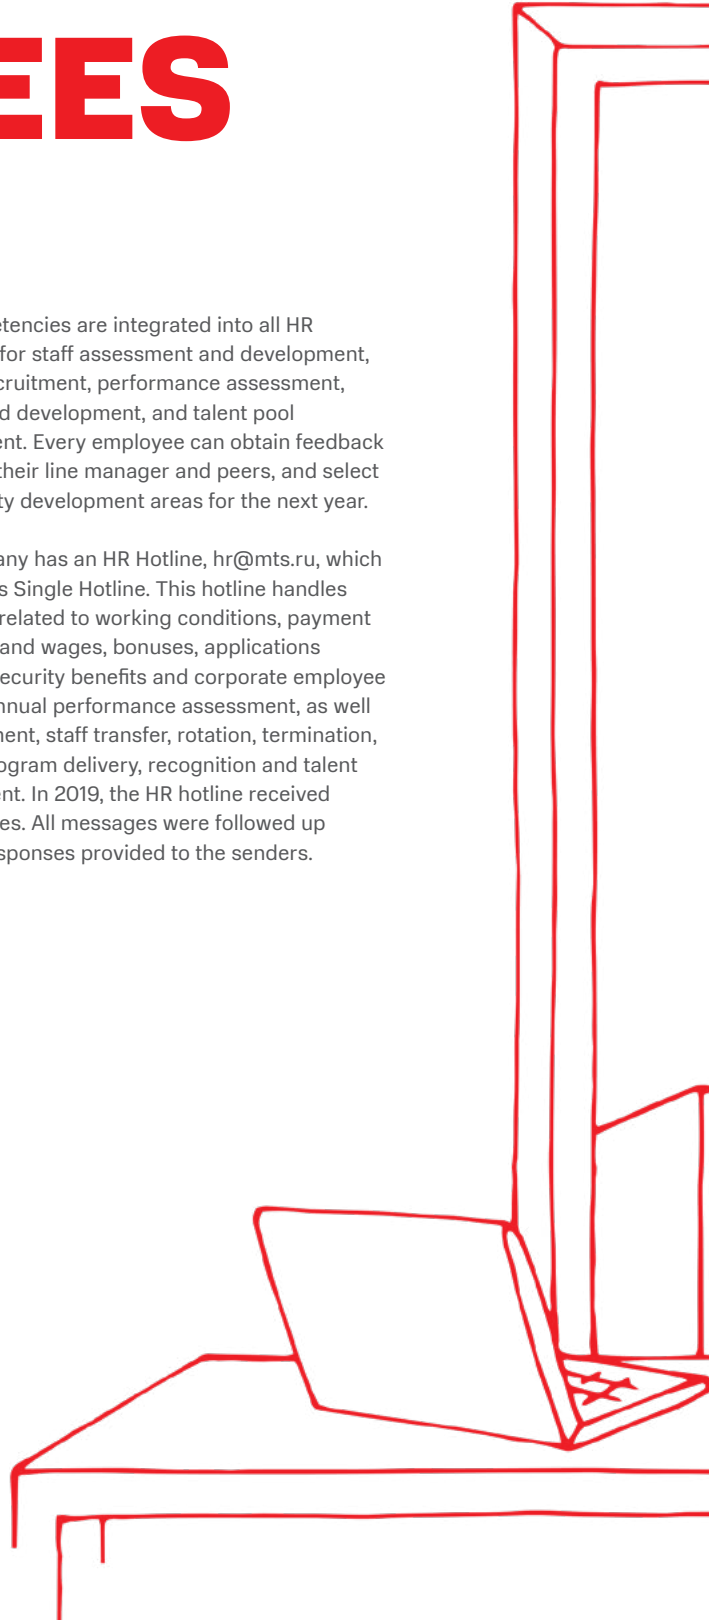 EES
etencies are integrated into all HR
for staff assessment and development,
cruitment, performance assessment,
d development, and talent pool
ent. Every employee can obtain feedback
their line manager and peers, and select
ty development areas for the next year.
any has an HR Hotline, hr@mts.ru, which
s Single Hotline. This hotline handles
related to working conditions, payment
and wages, bonuses, applications
ecurity benefits and corporate employee
nnual performance assessment, as well
ment, staff transfer, rotation, termination,
ogram delivery, recognition and talent
ent. In 2019, the HR hotline received
es. All messages were followed up
sponses provided to the senders.